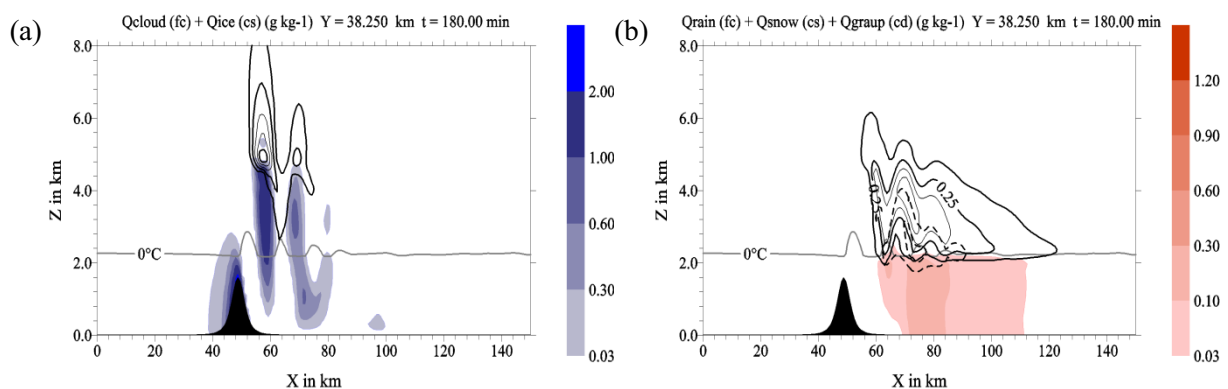 (a)
Qcloud (fc) + Qice (cs) (g kg-1) Y = 38.250 km t = 180.00 min
8.0
6.0
4.0
2.0
0.0
Z in km
0°C
0 20 40 60 80 100 120 140
X in km
2.00
1.00
0.60
0.30
0.03
(b)
Qrain (fc) + Qsnow (cs) + Qgraup (cd) (g kg-1) Y = 38.250 km t = 180.00 min
8.0
6.0
4.0
2.0
0.0
Z in km
0°C
0.25
0.25
0 20 40 60 80 100 120 140
X in km
1.20
0.90
0.60
0.30
0.10
0.03